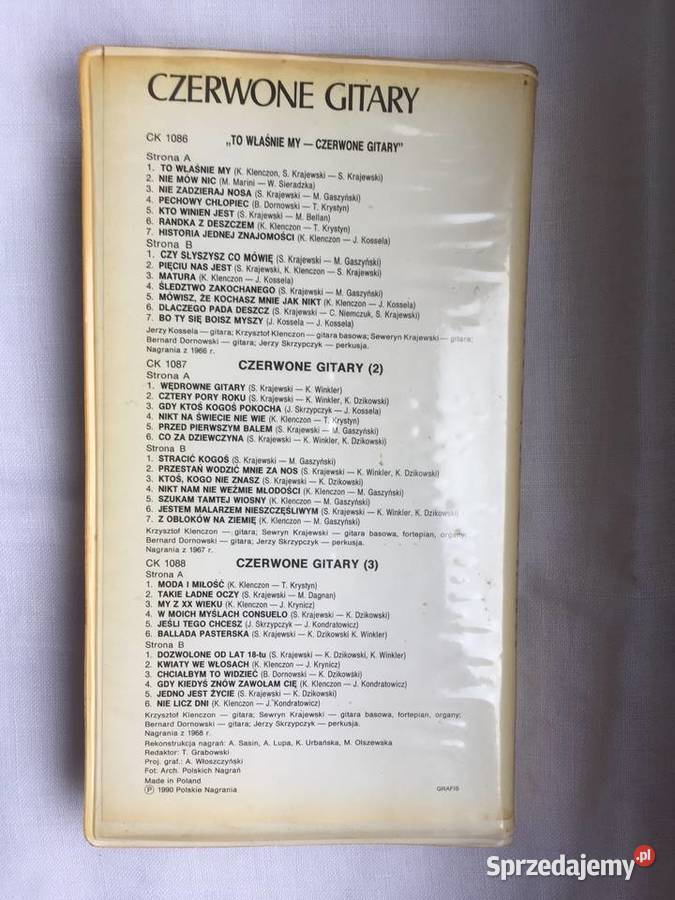 CZERWONE GITARY
CK 1086 „TO WŁAŚNIE MY — CZERWONE GITARY"
Strona A
1. TO WŁAŚNIE MY (K. Klenczon, S. Krajewski — S. Krajewski)
2. NIE MÓW NIC (M. Marini — W. Sieradzka)
3. NIE ZADZIERAJ NOSA (S. Krajewski — M. Gaszyński)
4. PECHOWY CHŁOPIEC (B. Dornowski — T. Krystyn)
5. KTO WINIEN JEST (S. Krajewski — M. Bellan)
6. RANDKA Z DESZCZEM (K. Klenczon — T. Krystyn)
7. HISTORIA JEDNEJ ZNAJOMOŚCI (K. Klenczon — J. Kossela)
Strona B
1. CZY SŁYSZYSZ CO MÓWIĘ (S. Krajewski — M. Gaszyński)
2. PIĘCIU NAS JEST (S. Krajewski, K. Klenczon — S. Krajewski)
3. MATURA (K. Klenczon — J. Kossela)
4. ŚLEDZTWO ZAKOCHANEGO (S. Krajewski — M. Gaszyński)
5. MÓWISZ, ŻE KOCHASZ MNIE JAK NIKT (K. Klenczon — J. Kossela)
6. DLACZEGO PADA DESZCZ (S. Krajewski — C. Niemczuk, S. Krajewski)
7. BO TY SIĘ BOISZ MYSZY (J. Kossela — J. Kossela)
Jerzy Kossela — gitara; Krzysztof Klenczon — gitara basowa; Seweryn Krajewski — gitara;
Bernard Dornowski — gitara; Jerzy Skrzypczyk — perkusja.
Nagrania z 1966 r.
CK 1087 CZERWONE GITARY (2)
Strona A
1. WĘDROWNE GITARY (S. Krajewski — K. Winkler)
2. CZTERY PORY ROKU (S. Krajewski — K. Winkler, K. Dzikowski)
3. GDY KTOŚ KOGOŚ POKOCHA (J. Skrzypczyk — J. Kossela)
4. NIKT NA ŚWIECIE NIE WIE (K. Klenczon — T. Krystyn)
5. PRZED PIERWSZYM BALEM (S. Krajewski — M. Gaszyński)
6. CO ZA DZIEWCZYNA (S. Krajewski — K. Winkler, K. Dzikowski)
Strona B
1. STRACIĆ KOGOŚ (S. Krajewski — M. Gaszyński)
2. PRZESTAŃ WODZIĆ MNIE ZA NOS (S. Krajewski — K. Winkler, K. Dzikowski)
3. KTOŚ, KOGO NIE ZNASZ (S. Krajewski — K. Dzikowski)
4. NIKT NAM NIE WEŹMIE MŁODOŚCI (K. Klenczon — M. Gaszyński)
5. SZUKAM TAMTEJ WIOSNY (K. Klenczon — M. Gaszyński)
6. JESTEM MALARZEM NIESZCZĘŚLIWYM (S. Krajewski — K. Winkler, K. Dzikowski)
7. Z OBŁOKÓW NA ZIEMIĘ (K. Klenczon — M. Gaszyński)
Krzysztof Klenczon — gitara; Sewryn Krajewski — gitara basowa, fortepian, organy;
Bernard Dornowski — gitara; Jerzy Skrzypczyk — perkusja.
Nagrania z 1967 r.
CK 1088 CZERWONE GITARY (3)
Strona A
1. MODA I MIŁOŚĆ (K. Klenczon — T. Krystyn)
2. TAKIE ŁADNE OCZY (S. Krajewski — M. Dagnan)
3. MY Z XX WIEKU (K. Klenczon — J. Krynicz)
4. W MOICH MYŚLACH CONSUELO (S. Krajewski — K. Dzikowski)
5. JEŚLI TEGO CHCESZ (J. Skrzypczyk — J. Kondratowicz)
6. BALLADA PASTERSKA (S. Krajewski — K. Dzikowski K. Winkler)
Strona B
1. DOZWOLONE OD LAT 18-tu (S. Krajewski — K. Dzikowski, K. Winkler)
2. KWIATY WE WŁOSACH (K. Klenczon — J. Krynicz)
3. CHCIAŁBYM TO WIDZIEĆ (B. Dornowski — K. Dzikowski)
4. GDY KIEDYŚ ZNÓW ZAWOŁAM CIĘ (K. Klenczon — J. Kondratowicz)
5. JEDNO JEST ŻYCIE (S. Krajewski — K. Dzikowski)
6. NIE LICZ DNI (K. Klenczon — J. Kondratowicz)
Krzysztof Klenczon — gitara; Sewryn Krajewski — gitara basowa, fortepian, organy;
Bernard Dornowski — gitara; Jerzy Skrzypczyk — perkusja.
Nagrania z 1968 r.
Rekonstrukcja nagrań: A. Sasin, A. Lupa, K. Urbańska, M. Olszewska
Redaktor: T. Grabowski
Proj. graf.: A. Włoszczyński
Fot: Arch. Polskich Nagrań
Made in Poland
Ⓟ 1990 Polskie Nagrania GRAFIS
Sprzedajemy.pl